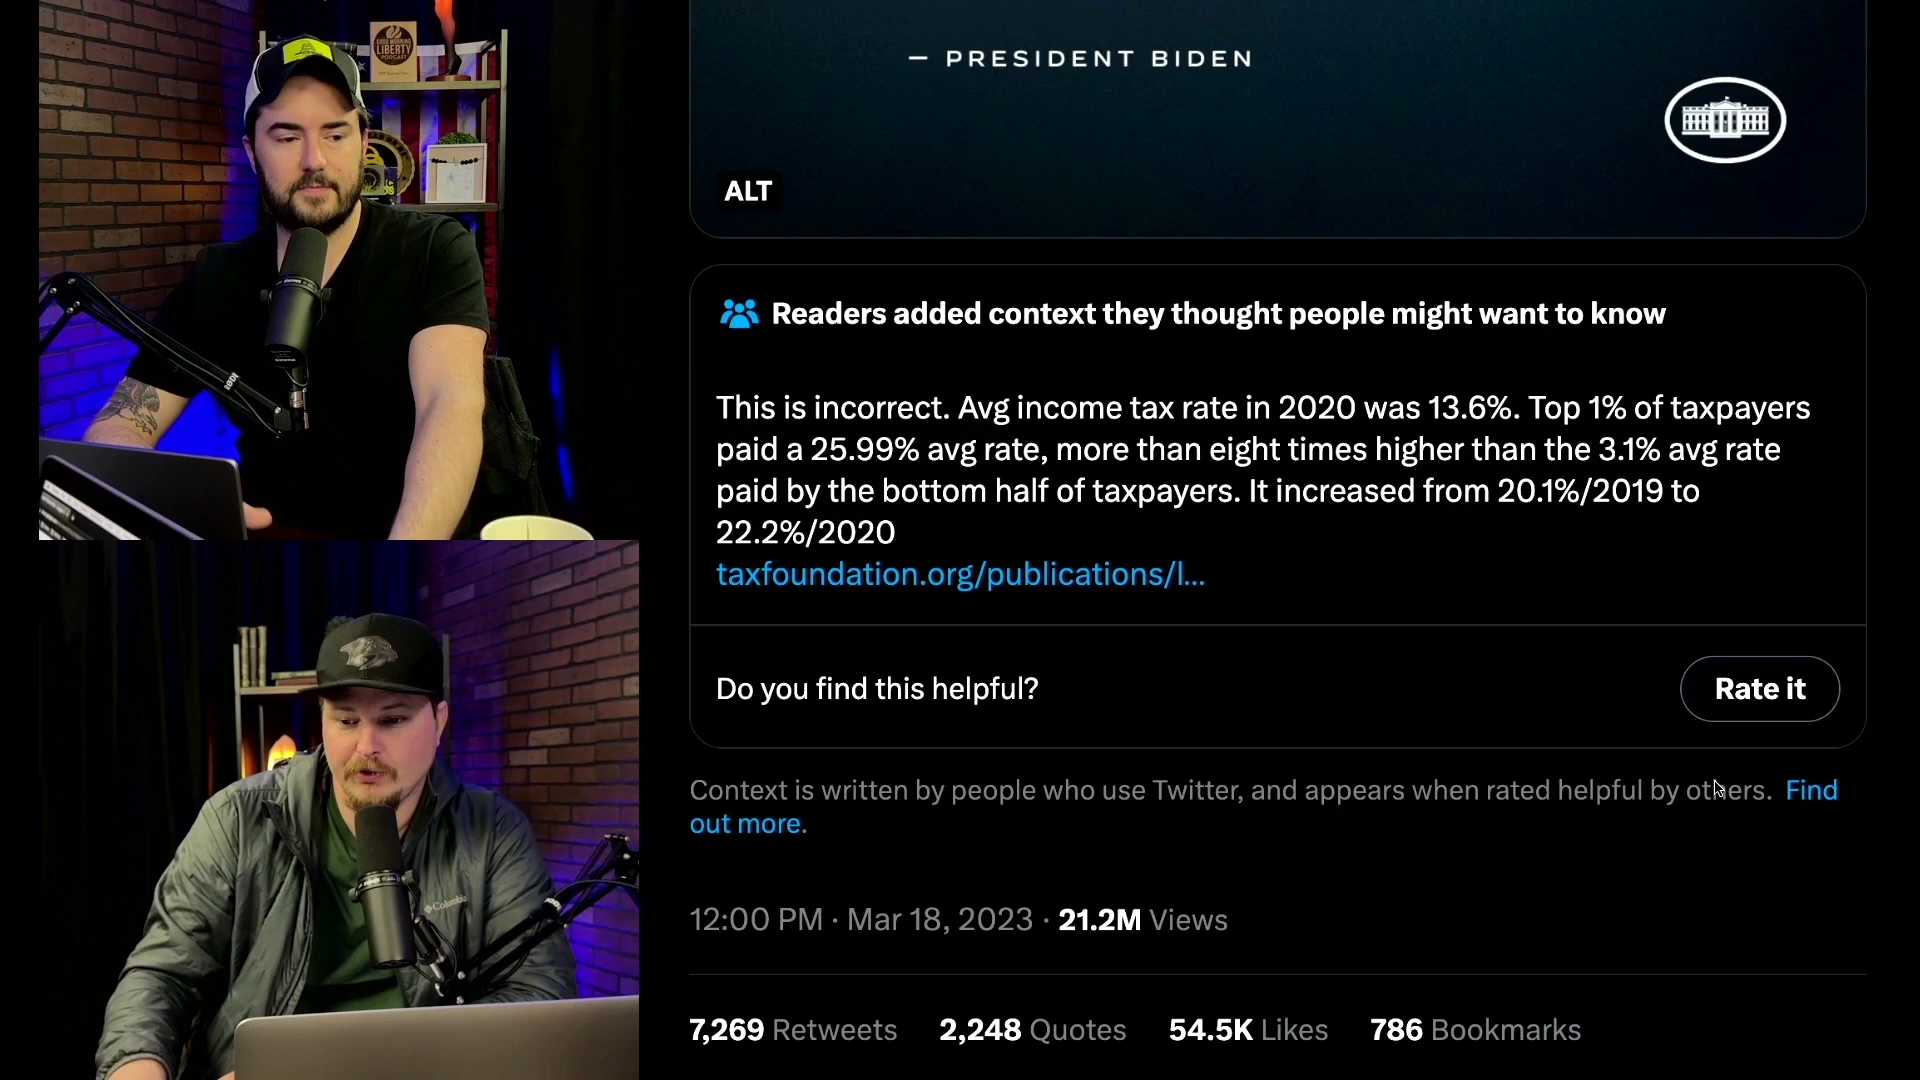 GOOD MORNING
LIBERTY
PODCAST
Columbia
— PRESIDENT BIDEN
ALT
Readers added context they thought people might want to know
This is incorrect. Avg income tax rate in 2020 was 13.6%. Top 1% of taxpayers
paid a 25.99% avg rate, more than eight times higher than the 3.1% avg rate
paid by the bottom half of taxpayers. It increased from 20.1%/2019 to
22.2%/2020
taxfoundation.org/publications/l...
Do you find this helpful?
Rate it
Context is written by people who use Twitter, and appears when rated helpful by others. Find
out more.
12:00 PM · Mar 18, 2023 · 21.2M Views
7,269 Retweets 2,248 Quotes 54.5K Likes 786 Bookmarks